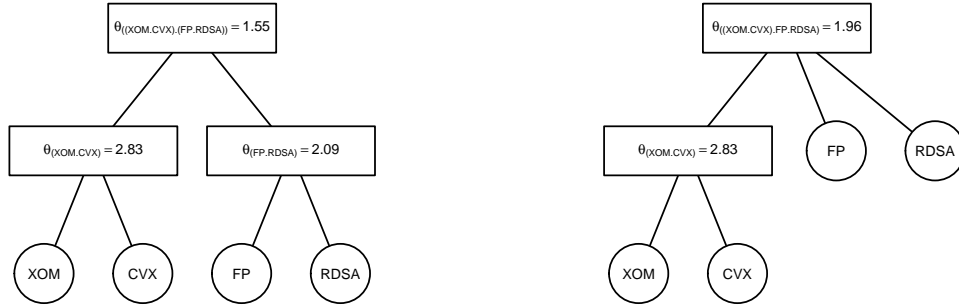 θ((XOM.CVX).(FP.RDSA)) = 1.55
θ((XOM.CVX).FP.RDSA) = 1.96
θ(XOM.CVX) = 2.83
θ(FP.RDSA) = 2.09
θ(XOM.CVX) = 2.83
FP
RDSA
XOM
CVX
FP
RDSA
XOM
CVX